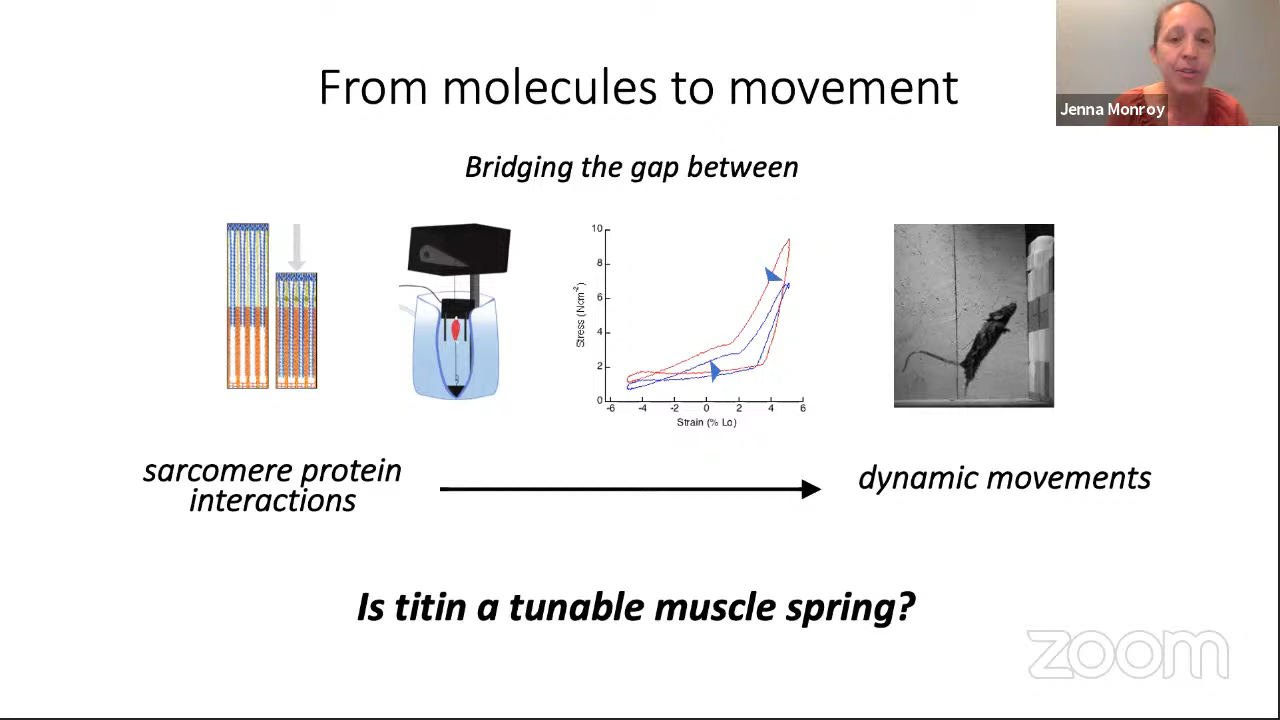 From molecules to movement
Jenna Monroy
Bridging the gap between
10
8
6
4
2
0
Stress (Ncm⁻²)
-6 -4 -2 0 2 4 6
Strain (% Lo)
sarcomere protein
interactions
dynamic movements
Is titin a tunable muscle spring?
zoom